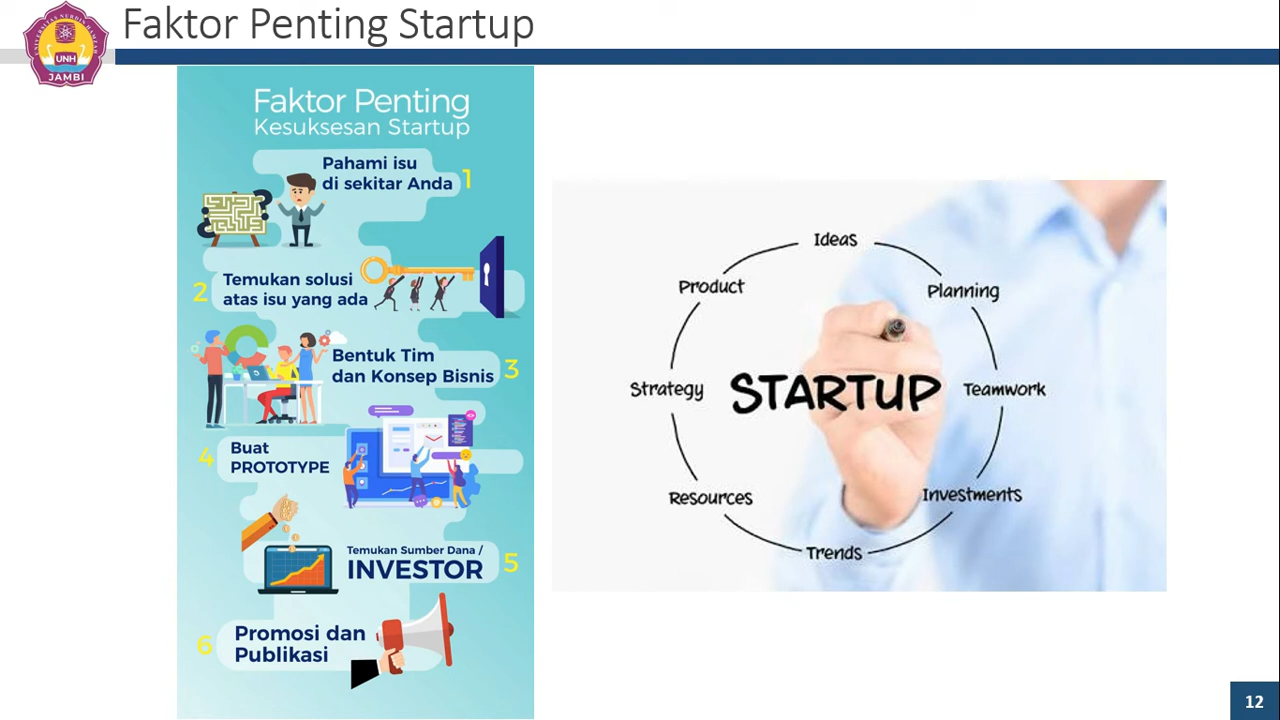 Faktor Penting Startup
UNH
JAMBI
Faktor Penting
Kesuksesan Startup
Pahami isu
di sekitar Anda
1
2
Temukan solusi
atas isu yang ada
Bentuk Tim
dan Konsep Bisnis
3
4
Buat
PROTOTYPE
Temukan Sumber Dana /
INVESTOR
5
6
Promosi dan
Publikasi
Ideas
Product
Planning
Strategy
STARTUP
Teamwork
Resources
Investments
Trends
12